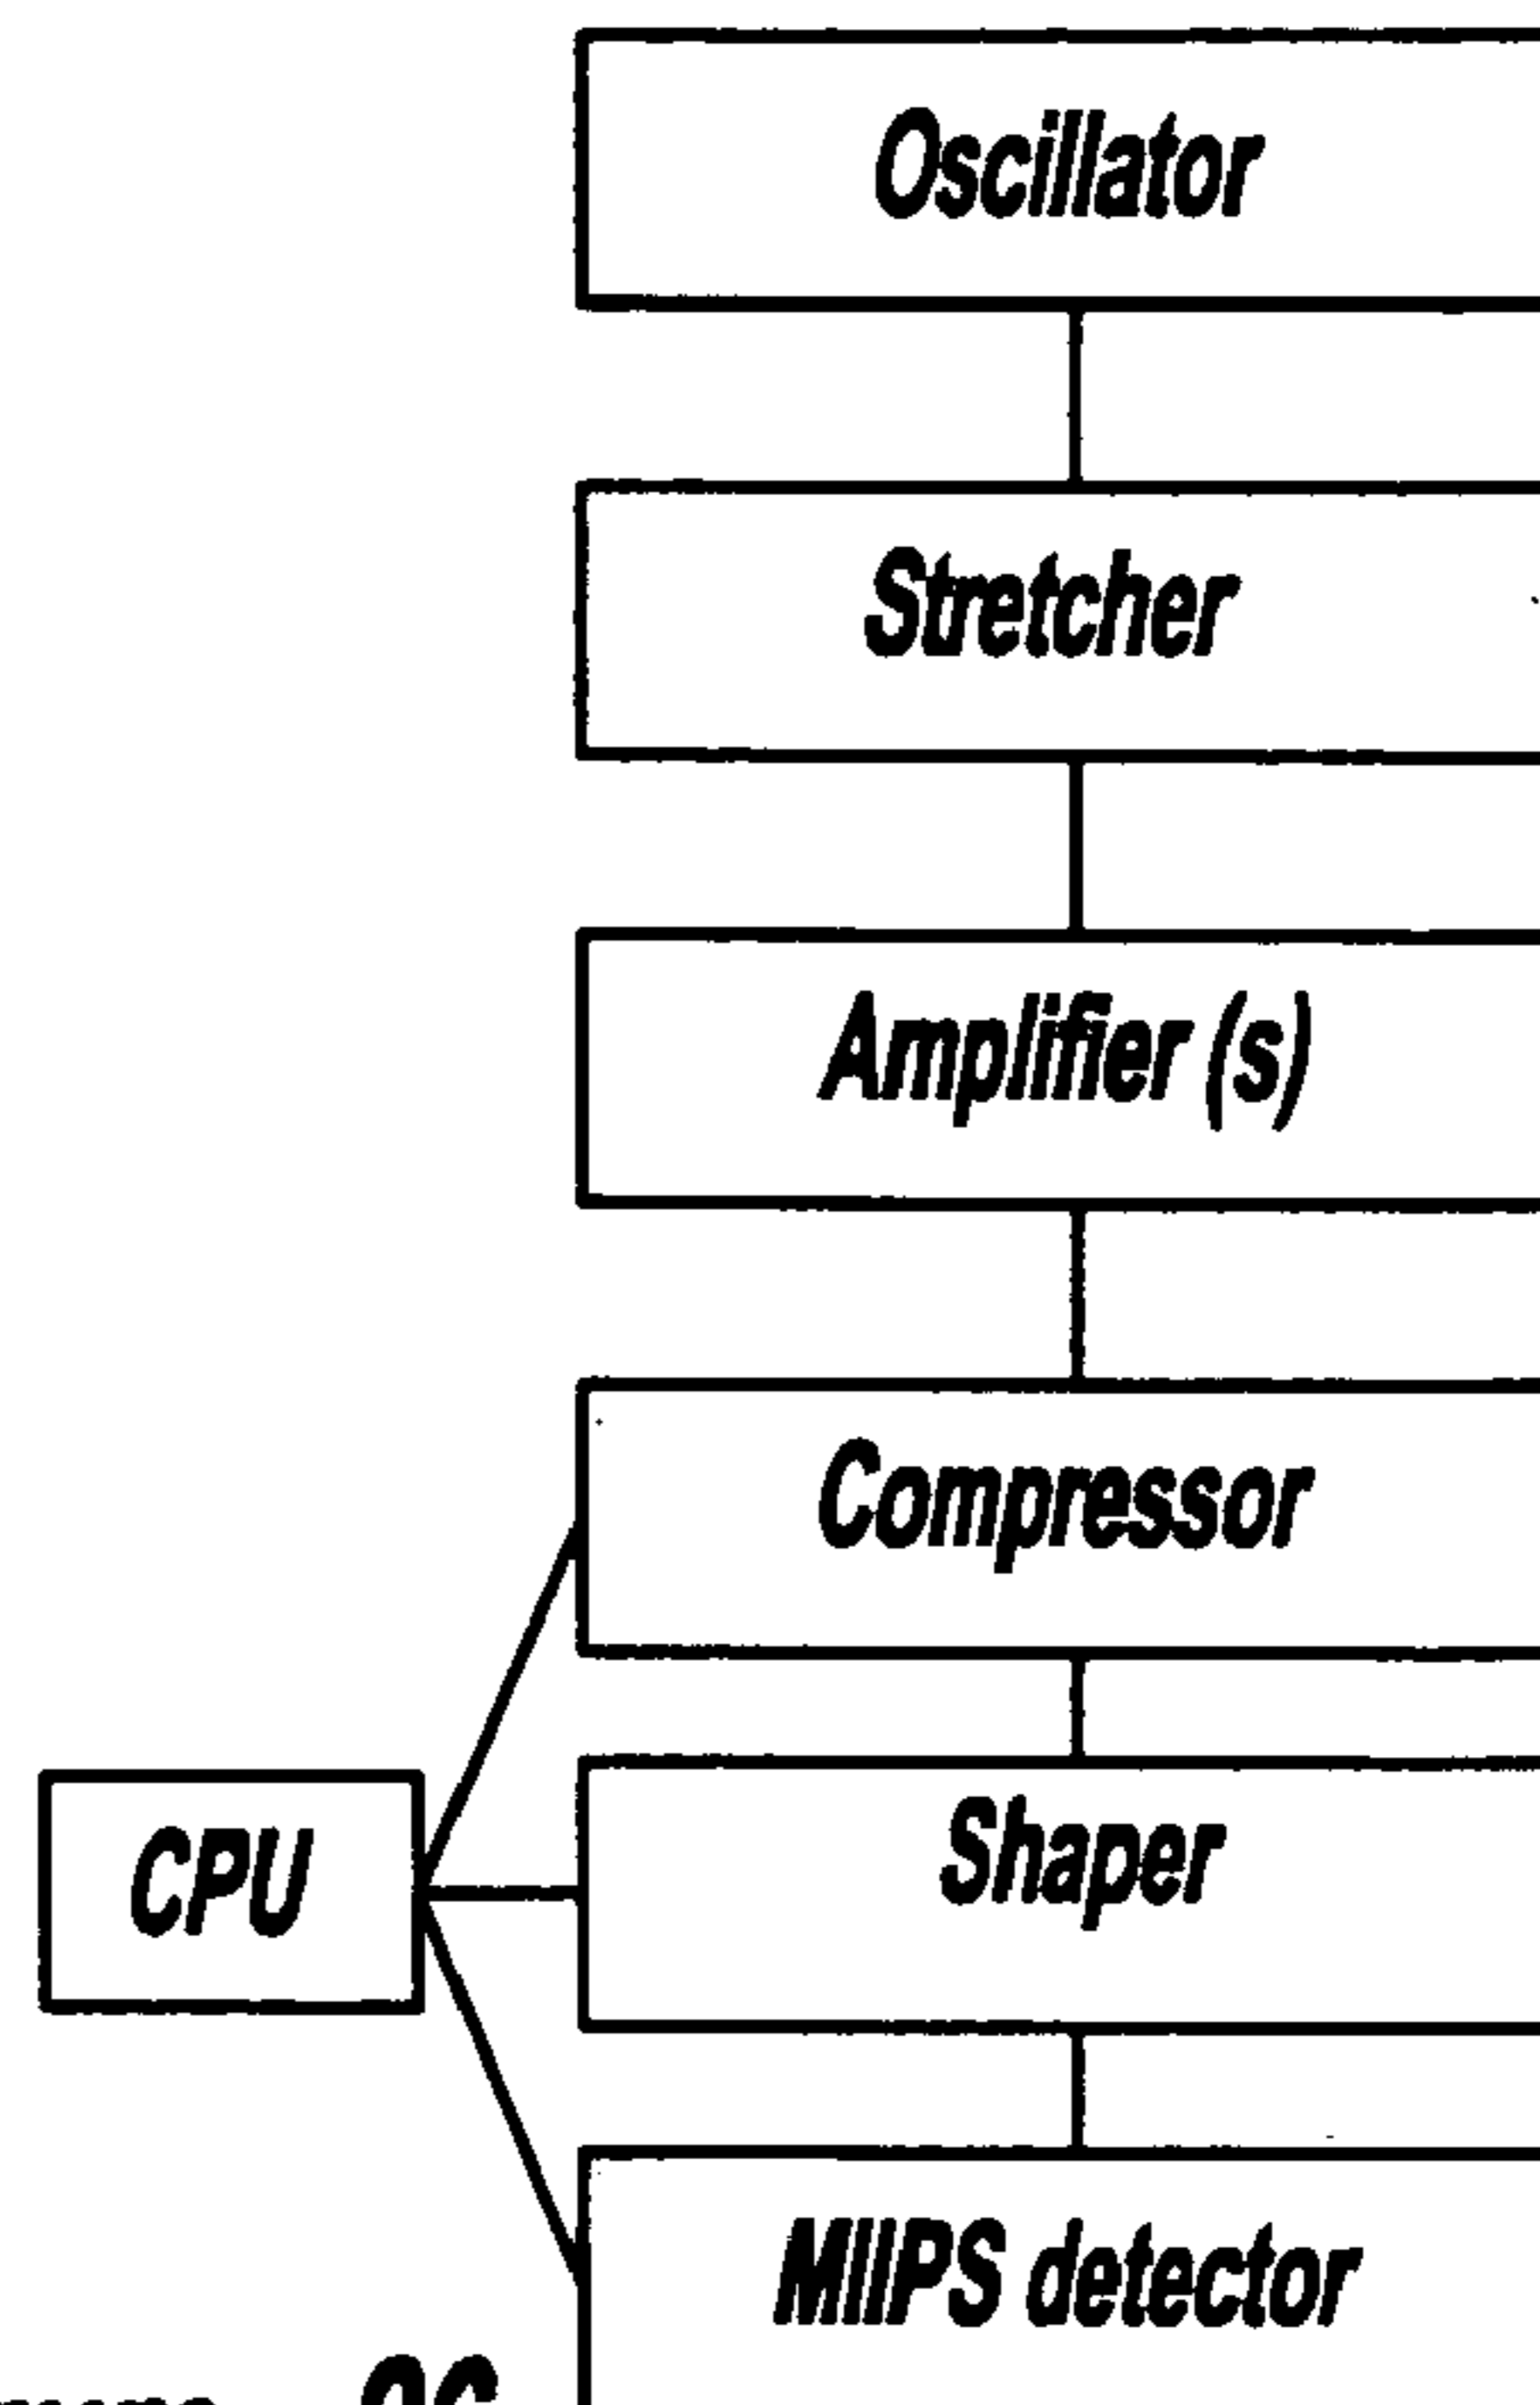 Oscillator
Stretcher
Amplifier (s)
Compressor
Shaper
CPU
MIIPS detector